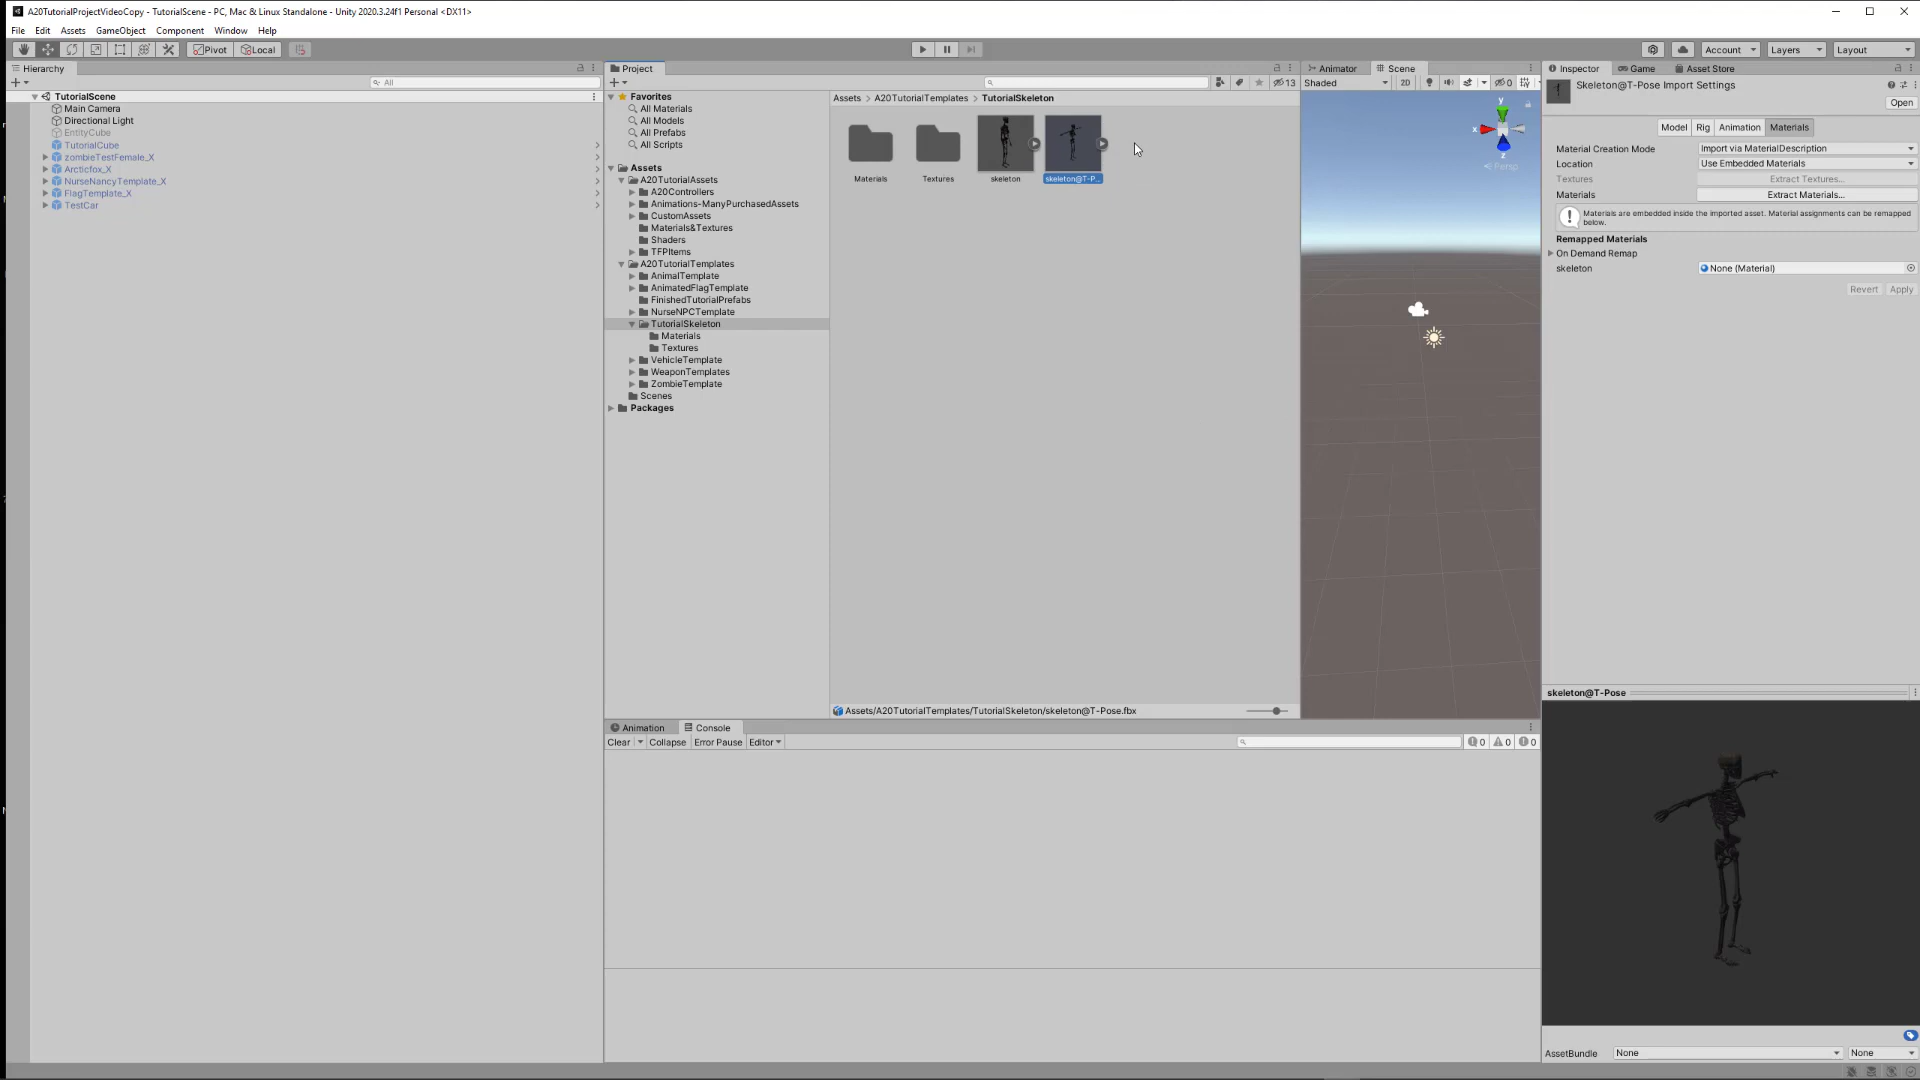 A20TutorialProjectVideoCopy - TutorialScene - PC, Mac & Linux Standalone - Unity 2020.3.24f1 Personal <DX11>
File Edit Assets GameObject Component Window Help
Pivot Local Account Layers Layout
Hierarchy
All
TutorialScene
Main Camera
Directional Light
EntityCube
TutorialCube
zombieTestFemale_X
Arcticfox_X
NurseNancyTemplate_X
FlagTemplate_X
TestCar
Project
13
Favorites
All Materials
All Models
All Prefabs
All Scripts
Assets
A20TutorialAssets
A20Controllers
Animations-ManyPurchasedAssets
CustomAssets
Materials&Textures
Shaders
TFPItems
A20TutorialTemplates
AnimalTemplate
AnimatedFlagTemplate
FinishedTutorialPrefabs
NurseNPCTemplate
TutorialSkeleton
Materials
Textures
VehicleTemplate
WeaponTemplates
ZombieTemplate
Scenes
Packages
Assets > A20TutorialTemplates > TutorialSkeleton
Materials
Textures
skeleton
skeleton@T-P...
Assets/A20TutorialTemplates/TutorialSkeleton/skeleton@T-Pose.fbx
Animator Scene
Shaded 2D 0
y
x
z
Persp
Animation Console
Clear Collapse Error Pause Editor
0 0 0
Inspector Game Asset Store
Skeleton@T-Pose Import Settings
Open
Model Rig Animation Materials
Material Creation Mode Import via MaterialDescription
Location Use Embedded Materials
Textures Extract Textures...
Materials Extract Materials...
Materials are embedded inside the imported asset. Material assignments can be remapped
below.
Remapped Materials
On Demand Remap
skeleton None (Material)
Revert Apply
skeleton@T-Pose
AssetBundle None None